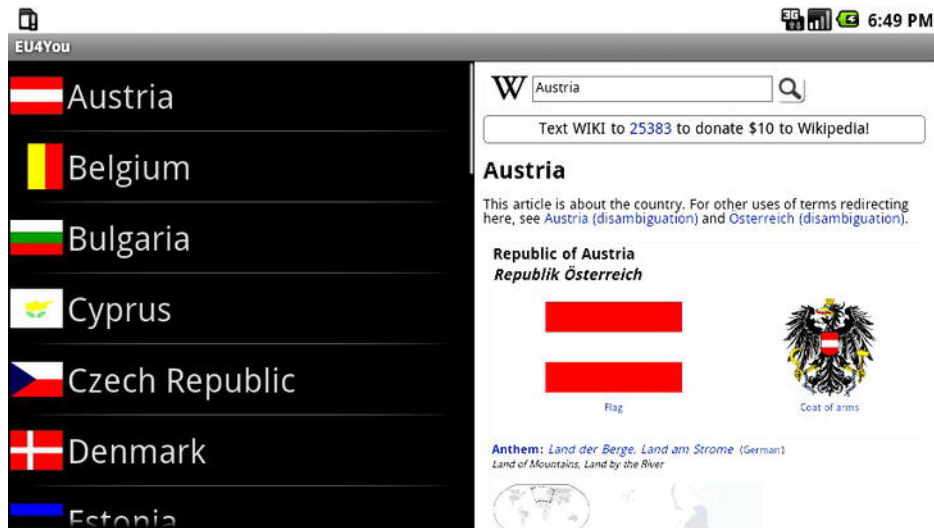 3G 6:49 PM
EU4You
Austria
Belgium
Bulgaria
Cyprus
Czech Republic
Denmark
Estonia
W Austria
Text WIKI to 25383 to donate $10 to Wikipedia!
Austria
This article is about the country. For other uses of terms redirecting
here, see Austria (disambiguation) and Osterreich (disambiguation).
Republic of Austria
Republik Österreich
Flag
Coat of arms
Anthem: Land der Berge, Land am Strome (German)
Land of Mountains, Land by the River